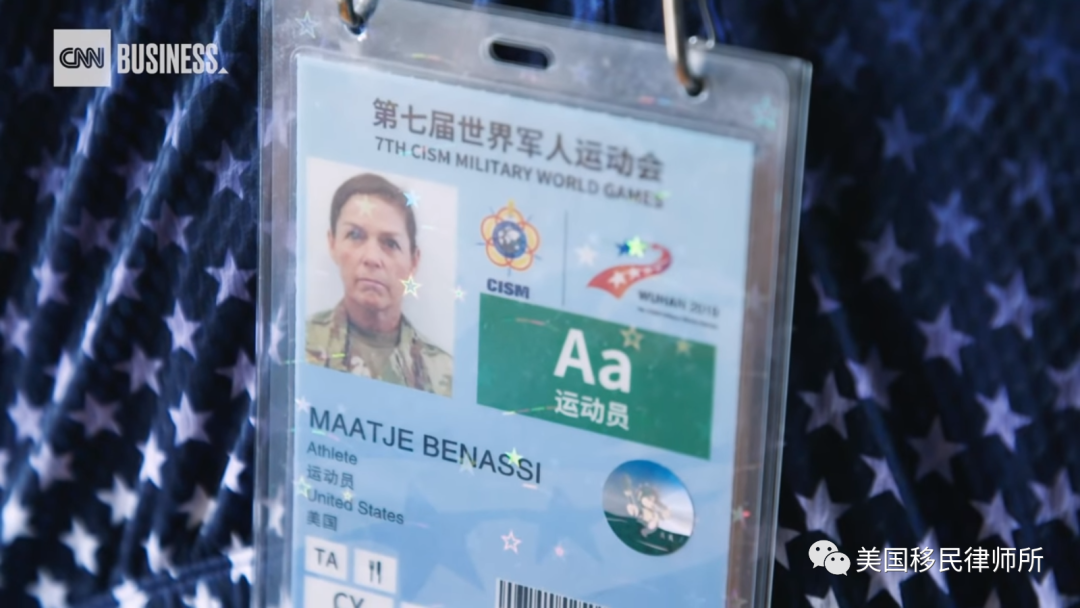 CNN BUSINESS
第七届世界军人运动会
7TH CISM MILITARY WORLD GAMES
CISM
WUHAN 2019
Aa
运动员
MAATJE BENASSI
Athlete
运动员
United States
美国
TA
CY
美国移民律师所